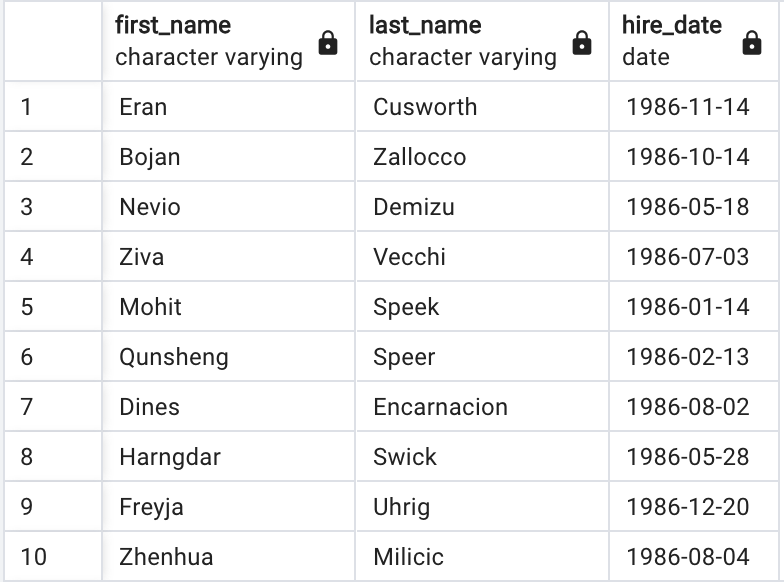 first_name last_name hire_date
character varying character varying date
1 Eran Cusworth 1986-11-14
2 Bojan Zallocco 1986-10-14
3 Nevio Demizu 1986-05-18
4 Ziva Vecchi 1986-07-03
5 Mohit Speek 1986-01-14
6 Qunsheng Speer 1986-02-13
7 Dines Encarnacion 1986-08-02
8 Harngdar Swick 1986-05-28
9 Freyja Uhrig 1986-12-20
10 Zhenhua Milicic 1986-08-04